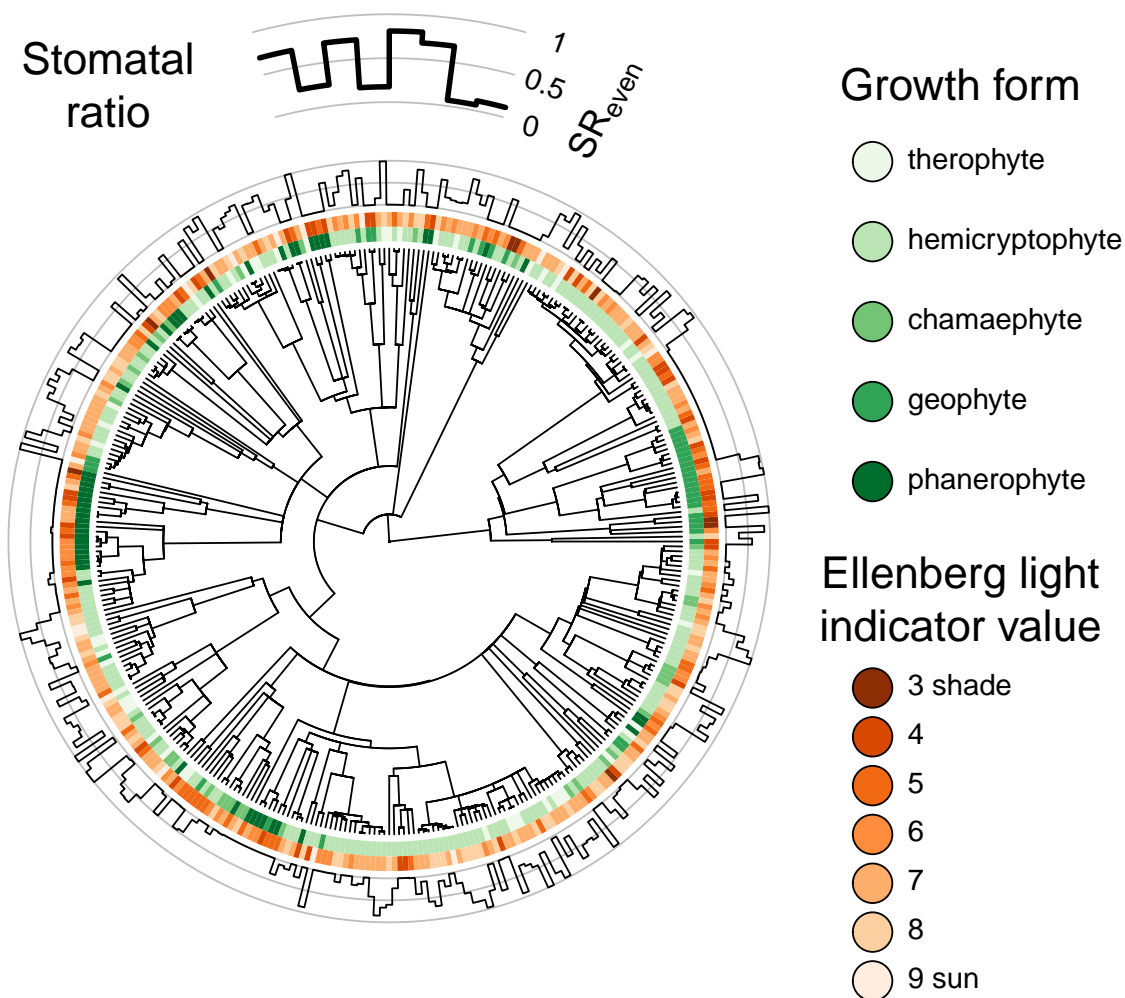 Stomatal
ratio
1
0.5
0
SReven
Growth form
therophyte
hemicryptophyte
chamaephyte
geophyte
phanerophyte
Ellenberg light
indicator value
3 shade
4
5
6
7
8
9 sun